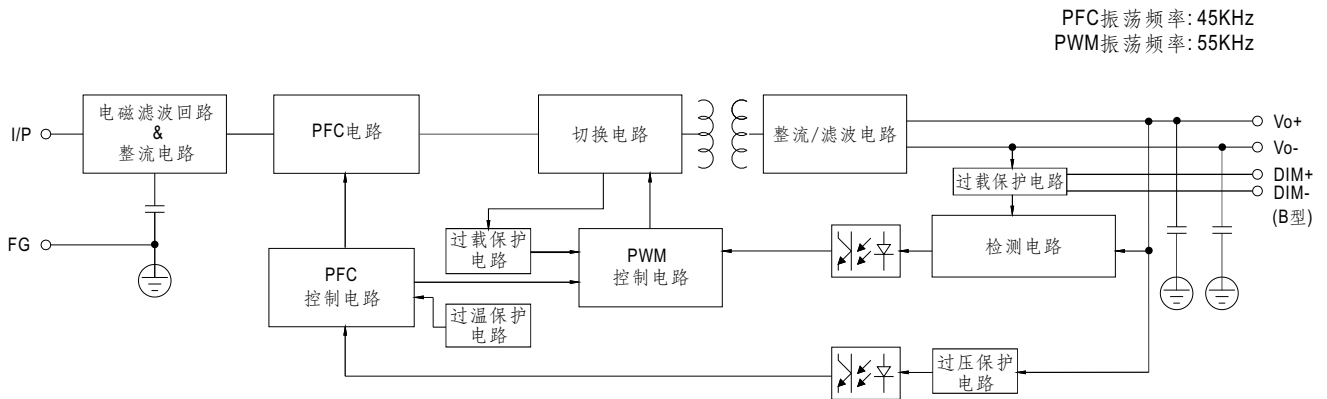 PFC振荡频率: 45KHz
PWM振荡频率: 55KHz
I/P
电磁滤波回路
&
整流电路
PFC电路
切换电路
整流/滤波电路
Vo+
Vo-
DIM+
DIM-
(B型)
过载保护电路
FG
过载保护
电路
PWM
控制电路
检测电路
PFC
控制电路
过温保护
电路
过压保护
电路